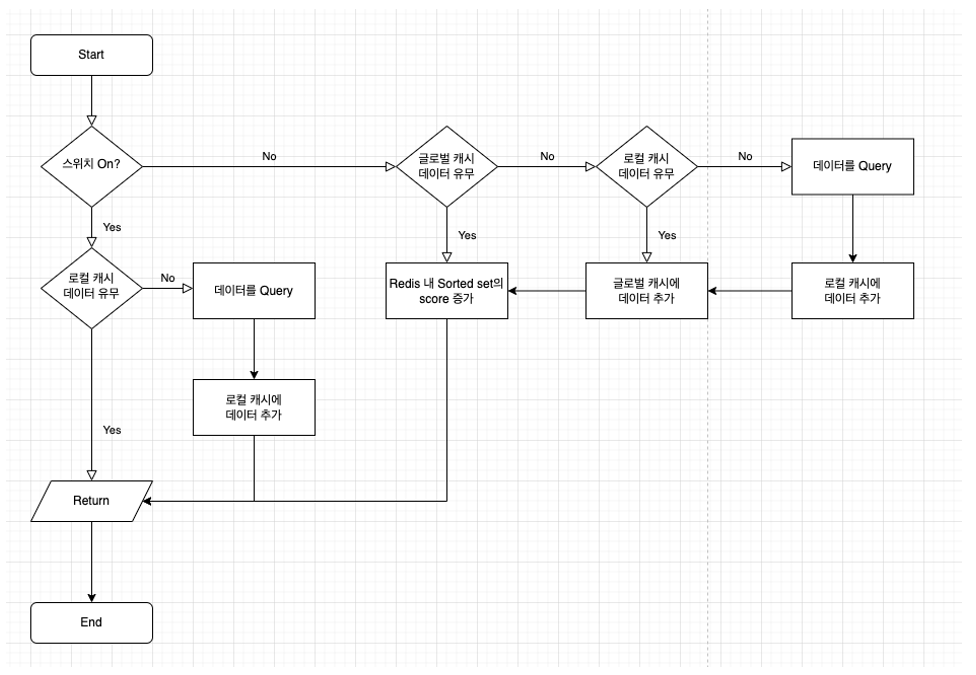 Start
스위치 On?
No
글로벌 캐시
데이터 유무
No
로컬 캐시
데이터 유무
No
데이터를 Query
Yes
Yes
Yes
로컬 캐시
데이터 유무
No
데이터를 Query
Redis 내 Sorted set의
score 증가
글로벌 캐시에
데이터 추가
로컬 캐시에
데이터 추가
로컬 캐시에
데이터 추가
Yes
Return
End